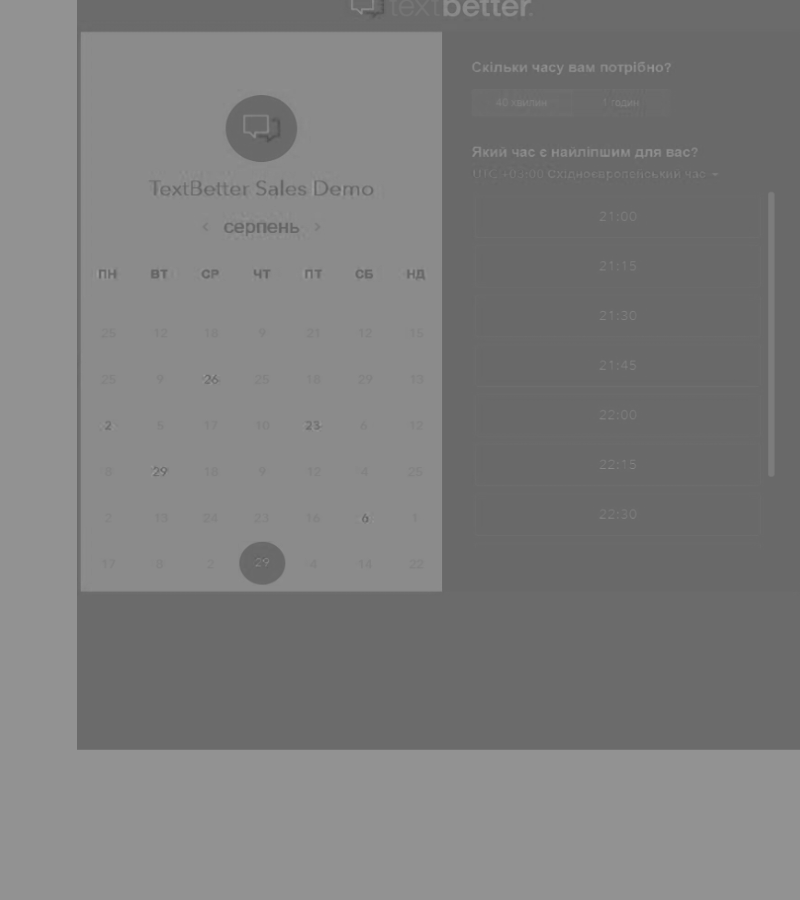 textbetter.
TextBetter Sales Demo
‹ серпень ›
ПН ВТ СР ЧТ ПТ СБ НД
25 12 18 9 21 12 15
25 9 26 25 18 29 13
2 5 17 10 23 6 12
8 29 18 9 12 4 25
2 13 24 23 16 6 1
17 8 2 29 4 14 22
Скільки часу вам потрібно?
45 хвилин 1 годин
Який час є найліпшим для вас?
UTC +03:00 Східноєвропейський час
21:00
21:15
21:30
21:45
22:00
22:15
22:30